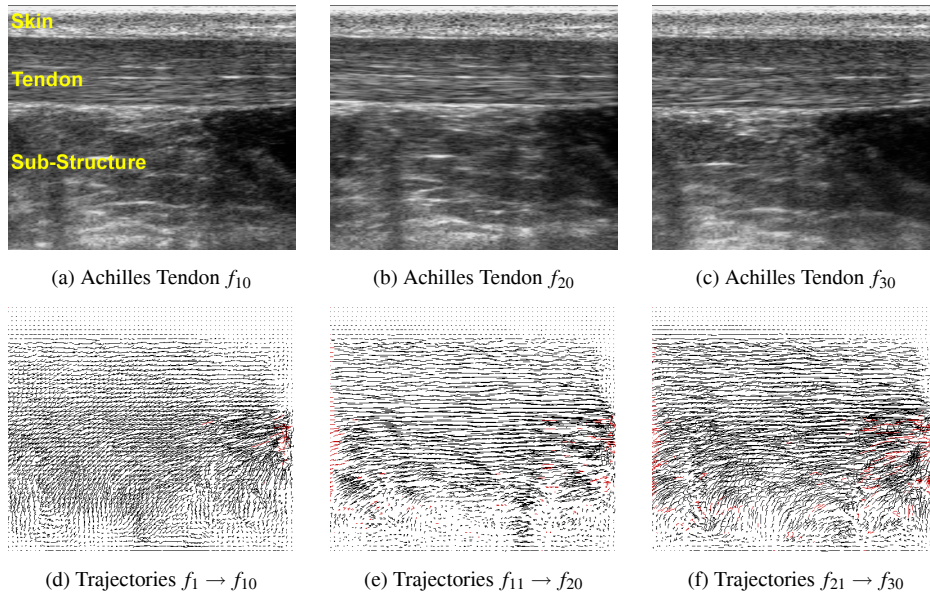 Skin
Tendon
Sub-Structure
(a) Achilles Tendon f10
(b) Achilles Tendon f20
(c) Achilles Tendon f30
(d) Trajectories f1 → f10
(e) Trajectories f11 → f20
(f) Trajectories f21 → f30